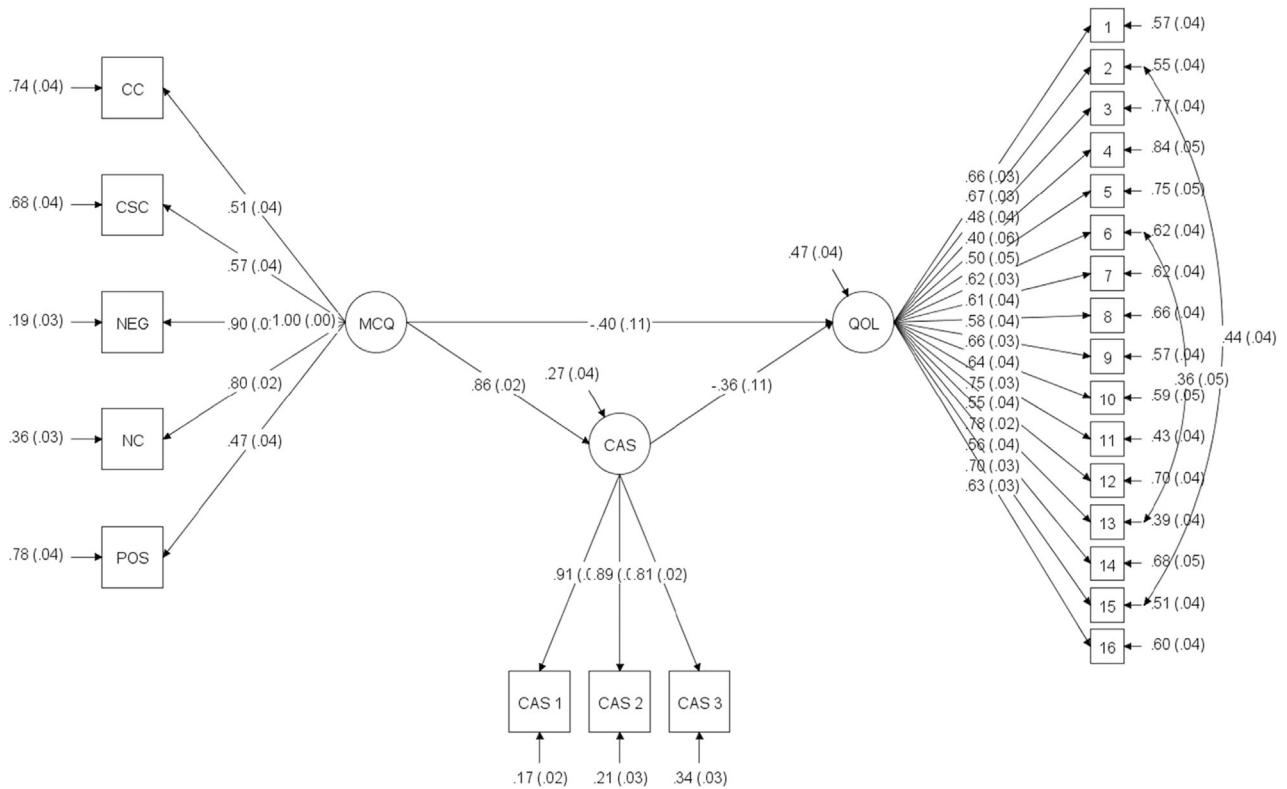 .74 (.04)
CC
.68 (.04)
CSC
.19 (.03)
NEG
.36 (.03)
NC
.78 (.04)
POS
.51 (.04)
.57 (.04)
.90 (.0
1.00 (.00)
.80 (.02)
.47 (.04)
MCQ
-.40 (.11)
.86 (.02)
.27 (.04)
CAS
-.36 (.11)
.47 (.04)
QOL
.91 (.0
.89 (.0
.81 (.02)
CAS 1
CAS 2
CAS 3
.17 (.02)
.21 (.03)
.34 (.03)
.66 (.03)
.67 (.03)
.48 (.04)
.40 (.06)
.50 (.05)
.62 (.03)
.61 (.04)
.58 (.04)
.66 (.03)
.64 (.04)
.75 (.03)
.55 (.04)
.78 (.02)
.56 (.04)
.70 (.03)
.63 (.03)
1 .57 (.04)
2 .55 (.04)
3 .77 (.04)
4 .84 (.05)
5 .75 (.05)
6 .62 (.04)
7 .62 (.04)
8 .66 (.04)
9 .57 (.04)
10 .59 (.05)
11 .43 (.04)
12 .70 (.04)
13 .39 (.04)
14 .68 (.05)
15 .51 (.04)
16 .60 (.04)
.36 (.05)
.44 (.04)